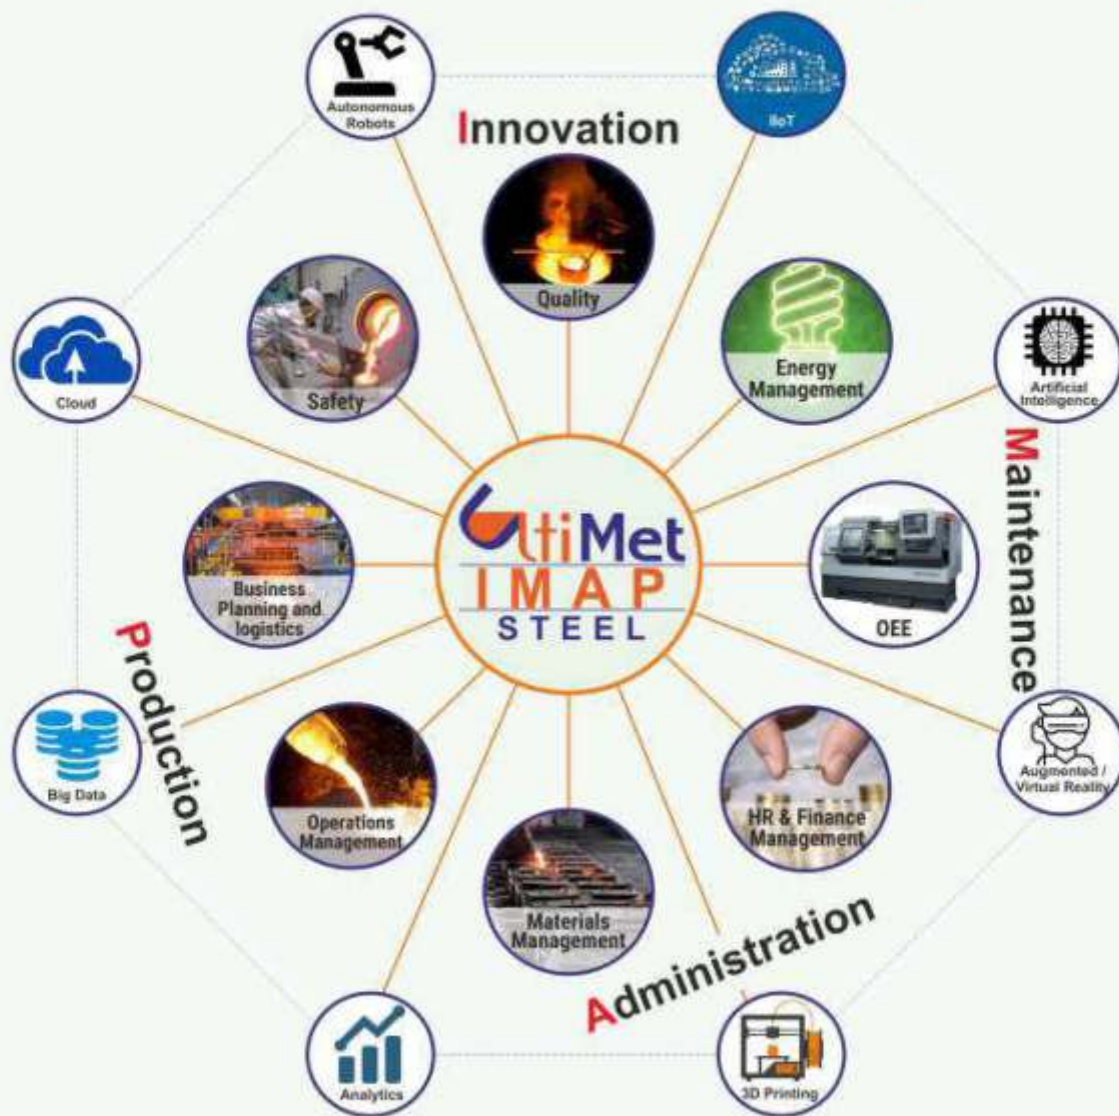 Autonomous
Robots
IIoT
Innovation
Quality
Safety
Energy
Management
Cloud
Artificial
Intelligence
Maintenance
UltiMet
IMAP
STEEL
Business
Planning and
logistics
OEE
Production
Big Data
Augmented /
Virtual Reality
Operations
Management
HR & Finance
Management
Materials
Management
Administration
Analytics
3D Printing